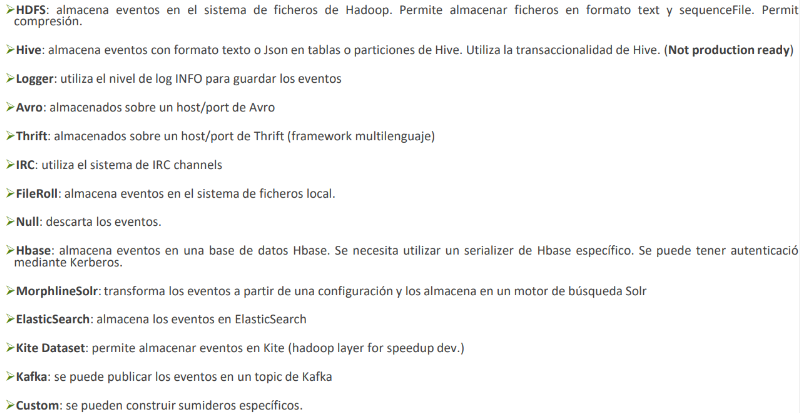 ➢HDFS: almacena eventos en el sistema de ficheros de Hadoop. Permite almacenar ficheros en formato text y sequenceFile. Permit
compresión.
➢Hive: almacena eventos con formato texto o Json en tablas o particiones de Hive. Utiliza la transaccionalidad de Hive. (Not production ready)
➢Logger: utiliza el nivel de log INFO para guardar los eventos
➢Avro: almacenados sobre un host/port de Avro
➢Thrift: almacenados sobre un host/port de Thrift (framework multilenguaje)
➢IRC: utiliza el sistema de IRC channels
➢FileRoll: almacena eventos en el sistema de ficheros local.
➢Null: descarta los eventos.
➢Hbase: almacena eventos en una base de datos Hbase. Se necesita utilizar un serializer de Hbase específico. Se puede tener autenticació
mediante Kerberos.
➢MorphlineSolr: transforma los eventos a partir de una configuración y los almacena en un motor de búsqueda Solr
➢ElasticSearch: almacena los eventos en ElasticSearch
➢Kite Dataset: permite almacenar eventos en Kite (hadoop layer for speedup dev.)
➢Kafka: se puede publicar los eventos en un topic de Kafka
➢Custom: se pueden construir sumideros específicos.